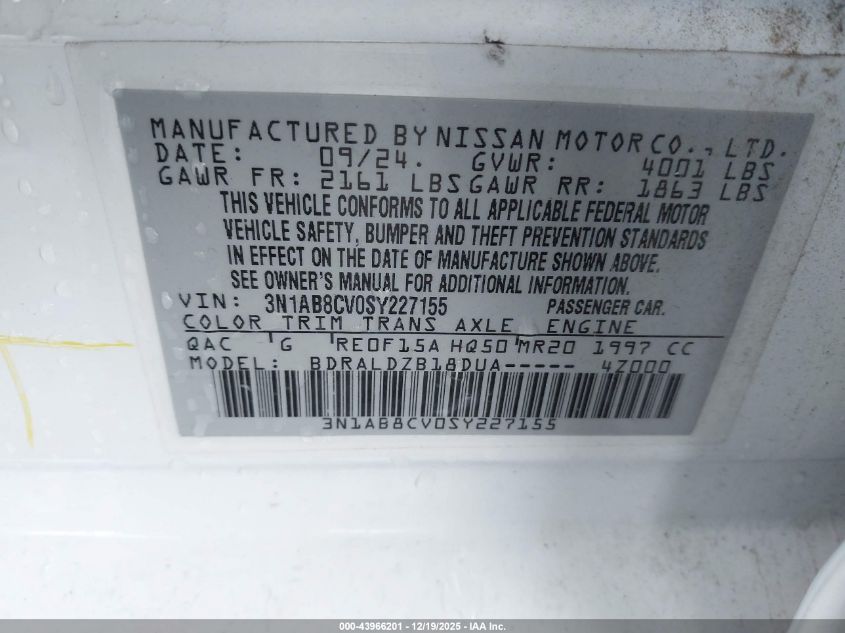 MANUFACTURED BY NISSAN MOTOR CO., LTD.
DATE: 09/24. GVWR: 4001 LBS
GAWR FR: 2161 LBS GAWR RR: 1863 LBS
THIS VEHICLE CONFORMS TO ALL APPLICABLE FEDERAL MOTOR
VEHICLE SAFETY, BUMPER AND THEFT PREVENTION STANDARDS
IN EFFECT ON THE DATE OF MANUFACTURE SHOWN ABOVE.
SEE OWNER'S MANUAL FOR ADDITIONAL INFORMATION.
VIN: 3N1AB8CV0SY227155 PASSENGER CAR.
COLOR TRIM TRANS AXLE ENGINE
QAC G RE0F15A HQ50 MR20 1997 CC
MODEL: BDRALDZB18DUA----- 4Z000
3N1AB8CV0SY227155
000-43966201 - 12/19/2025 - IAA Inc.